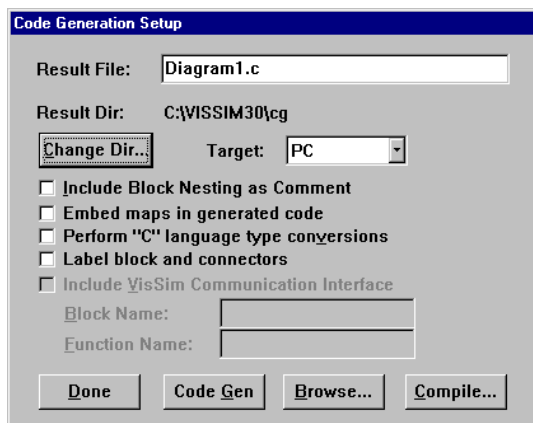 Code Generation Setup
Result File: Diagram1.c
Result Dir: C:\VISSIM30\cg
Change Dir... Target: PC
Include Block Nesting as Comment
Embed maps in generated code
Perform "C" language type conversions
Label block and connectors
Include VisSim Communication Interface
Block Name:
Function Name:
Done Code Gen Browse... Compile...